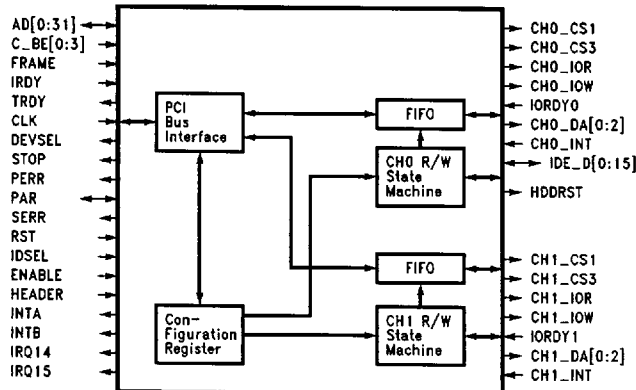 AD[0:31]
C_BE[0:3]
FRAME
IRDY
TRDY
CLK
DEVSEL
STOP
PERR
PAR
SERR
RST
IDSEL
ENABLE
HEADER
INTA
INTB
IRQ14
IRQ15
PCI
Bus
Interface
Con-
figuration
Register
FIFO
CH0 R/W
State
Machine
FIFO
CH1 R/W
State
Machine
CH0_CS1
CH0_CS3
CH0_IOR
CH0_IOW
IORDY0
CH0_DA[0:2]
CH0_INT
IDE_D[0:15]
HDDRST
CH1_CS1
CH1_CS3
CH1_IOR
CH1_IOW
IORDY1
CH1_DA[0:2]
CH1_INT